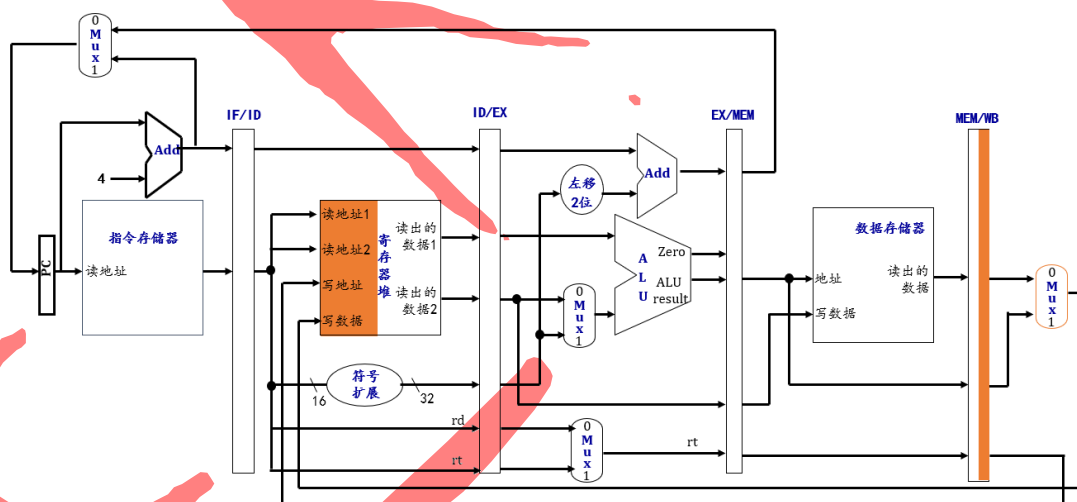 0
Mux
1
IF/ID
ID/EX
EX/MEM
MEM/WB
Add
4
指令存储器
读地址
PC
读地址1
读地址2
写地址
写数据
寄存器堆
读出的
数据1
读出的
数据2
符号
扩展
16
32
rd
rt
左移
2位
Add
0
Mux
1
ALU
Zero
ALU
result
0
Mux
1
rt
数据存储器
地址
写数据
读出的
数据
0
Mux
1